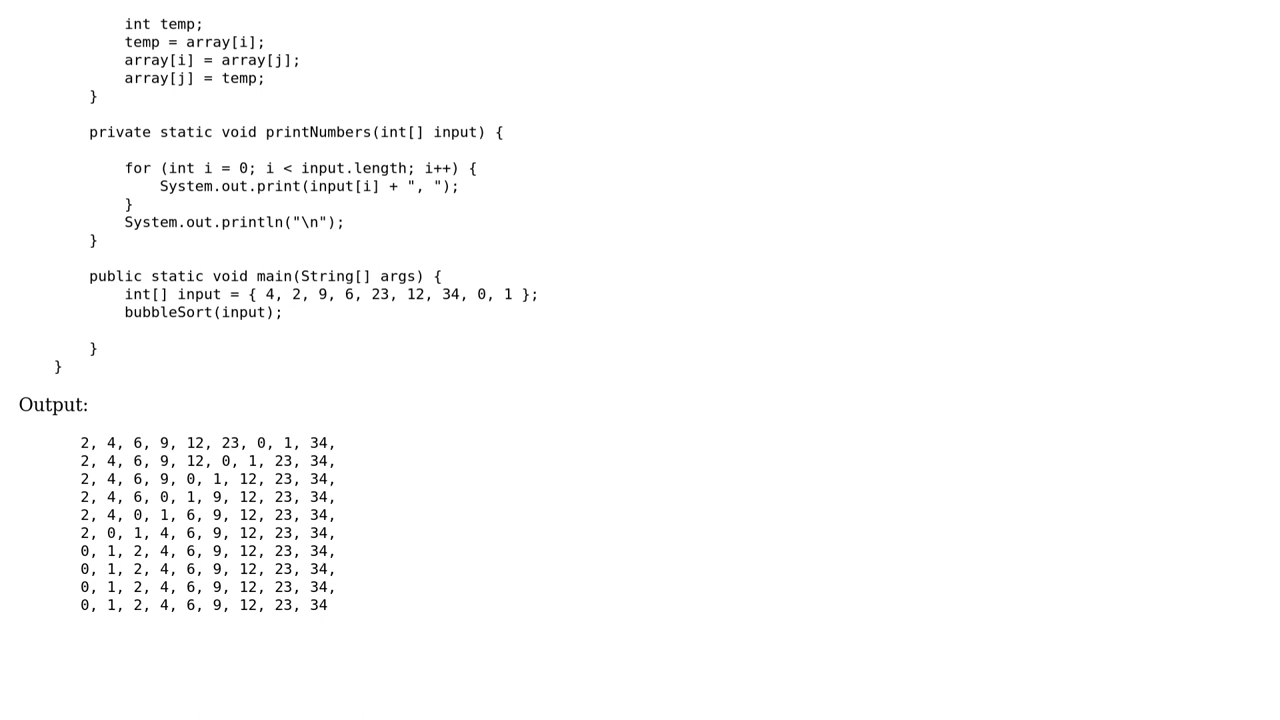 int temp;
temp = array[i];
array[i] = array[j];
array[j] = temp;
}
private static void printNumbers(int[] input) {
for (int i = 0; i < input.length; i++) {
System.out.print(input[i] + ", ");
}
System.out.println("\n");
}
public static void main(String[] args) {
int[] input = { 4, 2, 9, 6, 23, 12, 34, 0, 1 };
bubbleSort(input);
}
}
Output:
2, 4, 6, 9, 12, 23, 0, 1, 34,
2, 4, 6, 9, 12, 0, 1, 23, 34,
2, 4, 6, 9, 0, 1, 12, 23, 34,
2, 4, 6, 0, 1, 9, 12, 23, 34,
2, 4, 0, 1, 6, 9, 12, 23, 34,
2, 0, 1, 4, 6, 9, 12, 23, 34,
0, 1, 2, 4, 6, 9, 12, 23, 34,
0, 1, 2, 4, 6, 9, 12, 23, 34,
0, 1, 2, 4, 6, 9, 12, 23, 34,
0, 1, 2, 4, 6, 9, 12, 23, 34